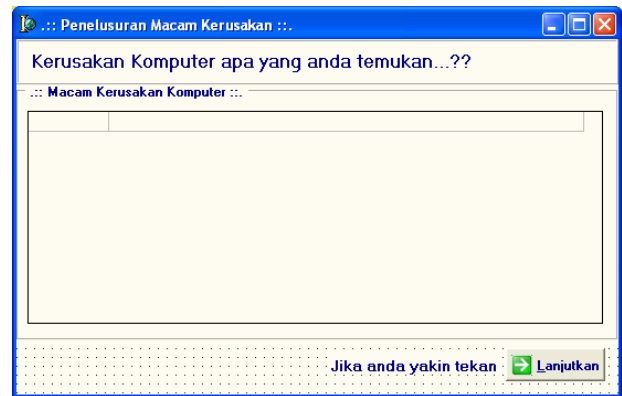 .:: Penelusuran Macam Kerusakan ::.
Kerusakan Komputer apa yang anda temukan...??
.:: Macam Kerusakan Komputer ::.
Jika anda yakin tekan
Lanjutkan